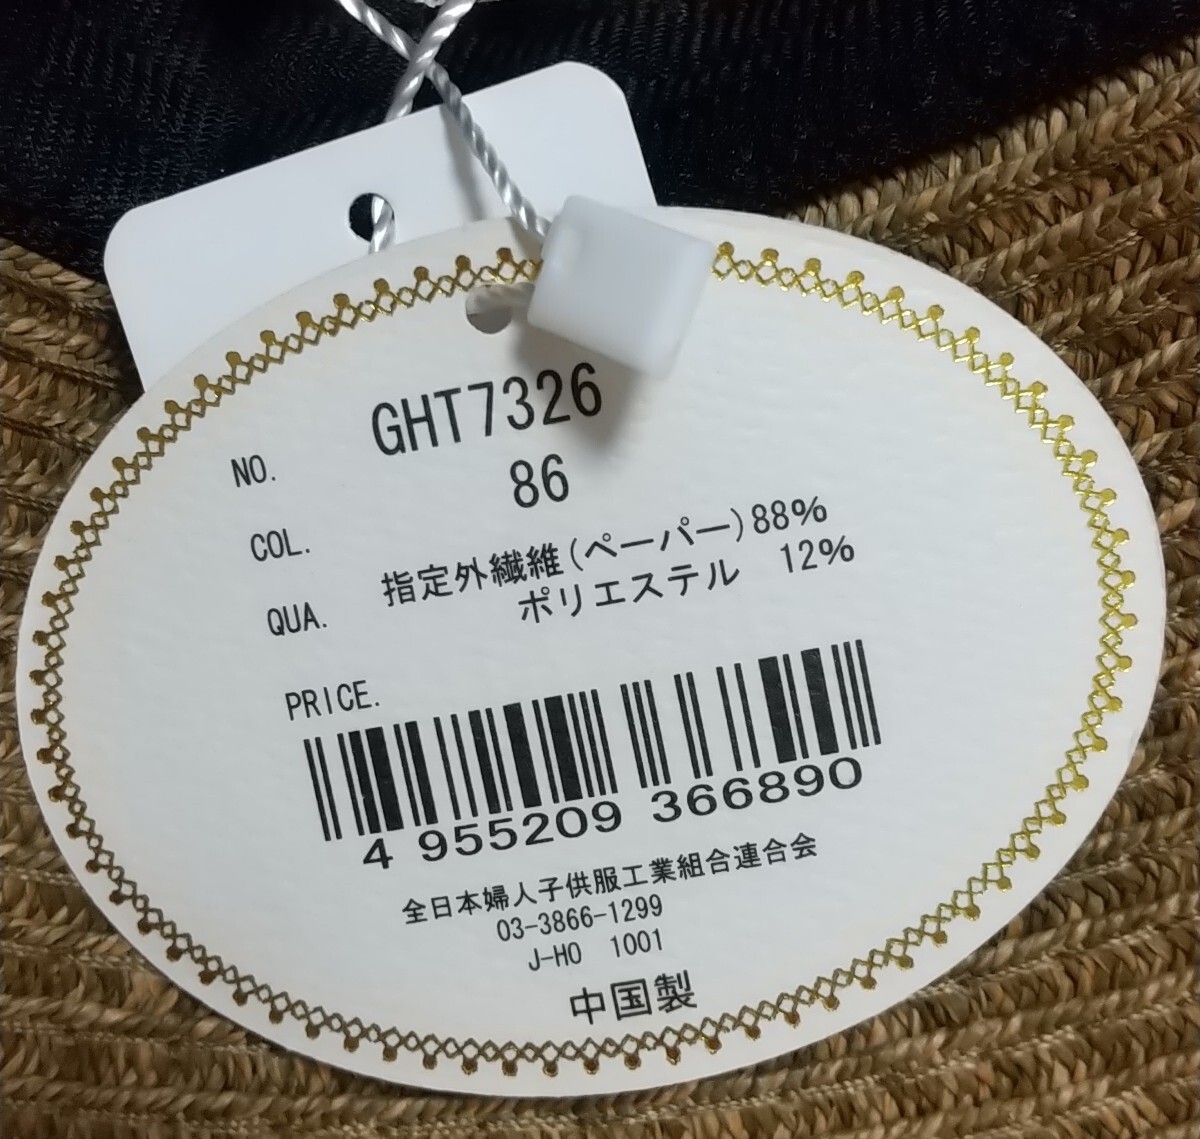 NO. GHT7326
COL. 86
QUA. 指定外繊維(ペーパー)88%
ポリエステル 12%
PRICE.
4 955209 366890
全日本婦人子供服工業組合連合会
03-3866-1299
J-HO 1001
中国製